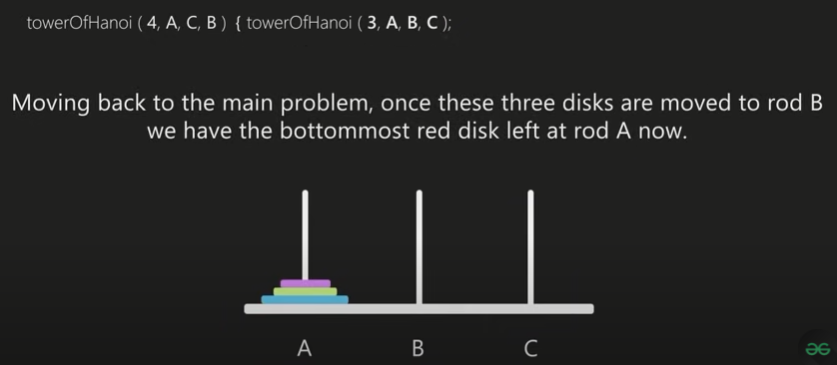 towerOfHanoi ( 4, A, C, B ) { towerOfHanoi ( 3, A, B, C );
Moving back to the main problem, once these three disks are moved to rod B
we have the bottommost red disk left at rod A now.
A B C